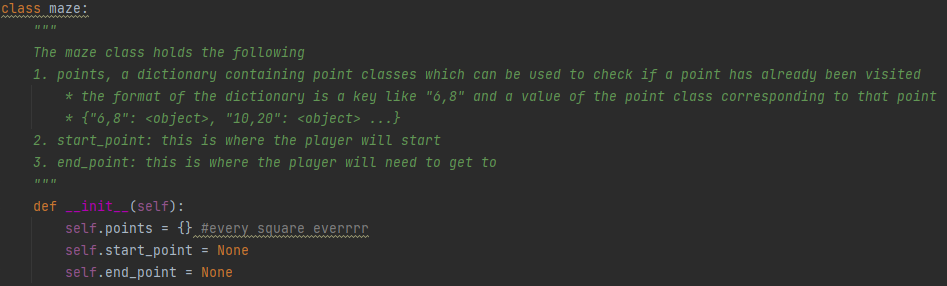 class maze:
"""
The maze class holds the following
1. points, a dictionary containing point classes which can be used to check if a point has already been visited
* the format of the dictionary is a key like "6,8" and a value of the point class corresponding to that point
* {"6,8": <object>, "10,20": <object> ...}
2. start_point: this is where the player will start
3. end_point: this is where the player will need to get to
"""
def __init__(self):
self.points = {} #every square everrrr
self.start_point = None
self.end_point = None